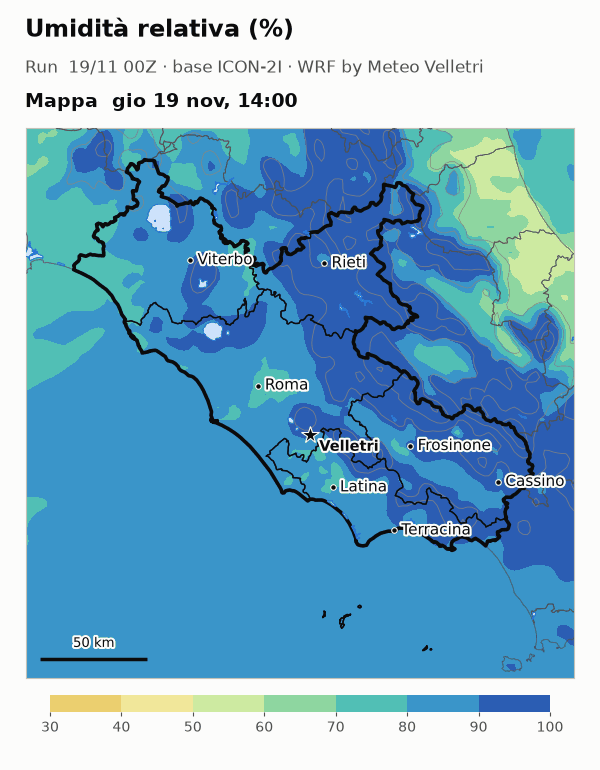 Umidità relativa (%)
Run 19/11 00Z · base ICON-2I · WRF by Meteo Velletri
Mappa gio 19 nov, 14:00
Viterbo
Rieti
Roma
Velletri
Frosinone
Cassino
Latina
Terracina
50 km
30 40 50 60 70 80 90 100